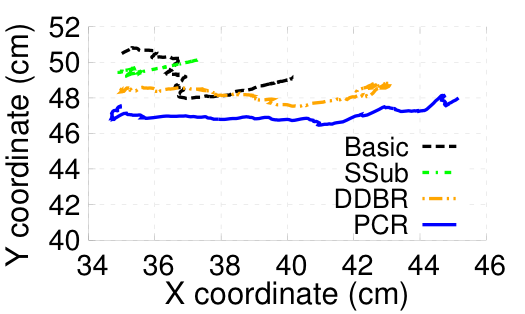 Y coordinate (cm)
52
50
48
46
44
42
40
Basic
SSub
DDBR
PCR
34 36 38 40 42 44 46
X coordinate (cm)